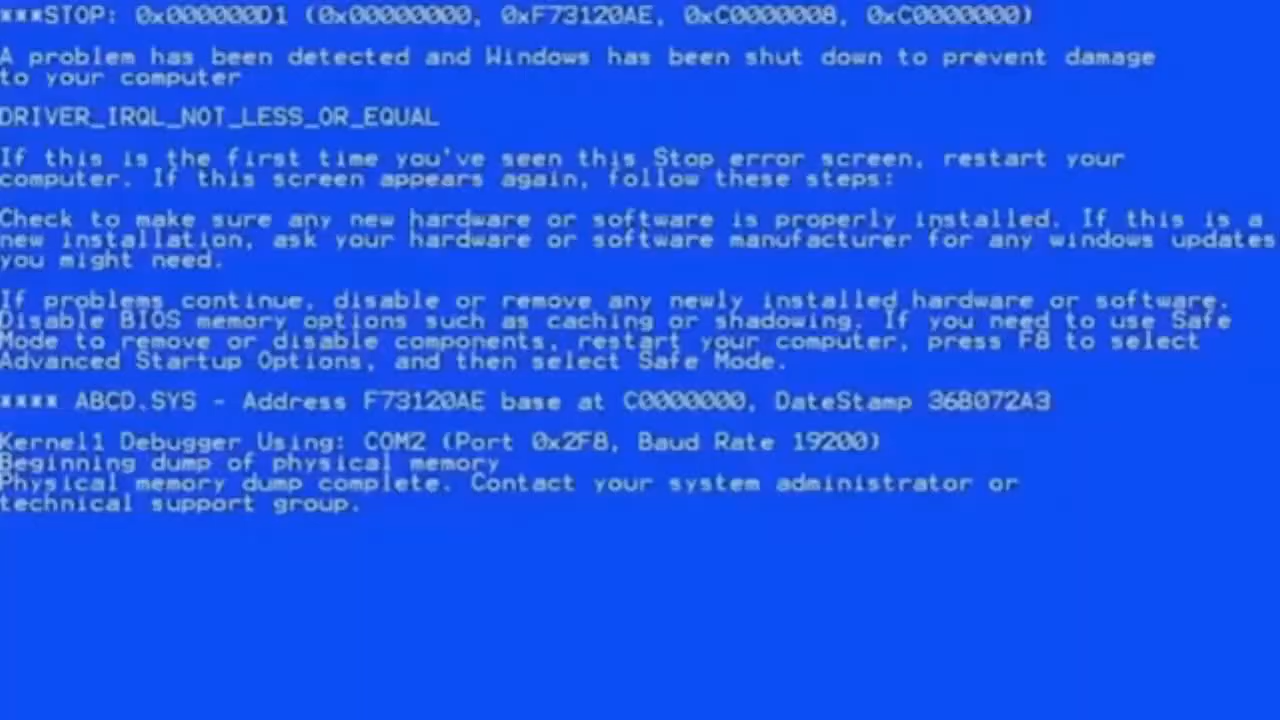 ***STOP: 0x000000D1 (0x00000000, 0xF73120AE, 0xC0000008, 0xC0000000)
A problem has been detected and Windows has been shut down to prevent damage
to your computer
DRIVER_IRQL_NOT_LESS_OR_EQUAL
If this is the first time you've seen this Stop error screen, restart your
computer. If this screen appears again, follow these steps:
Check to make sure any new hardware or software is properly installed. If this is a
new installation, ask your hardware or software manufacturer for any windows updates
you might need.
If problems continue, disable or remove any newly installed hardware or software.
Disable BIOS memory options such as caching or shadowing. If you need to use Safe
Mode to remove or disable components, restart your computer, press F8 to select
Advanced Startup Options, and then select Safe Mode.
**** ABCD.SYS - Address F73120AE base at C0000000, DateStamp 36B072A3
Kernel1 Debugger Using: COM2 (Port 0x2F8, Baud Rate 19200)
Beginning dump of physical memory
Physical memory dump complete. Contact your system administrator or
technical support group.